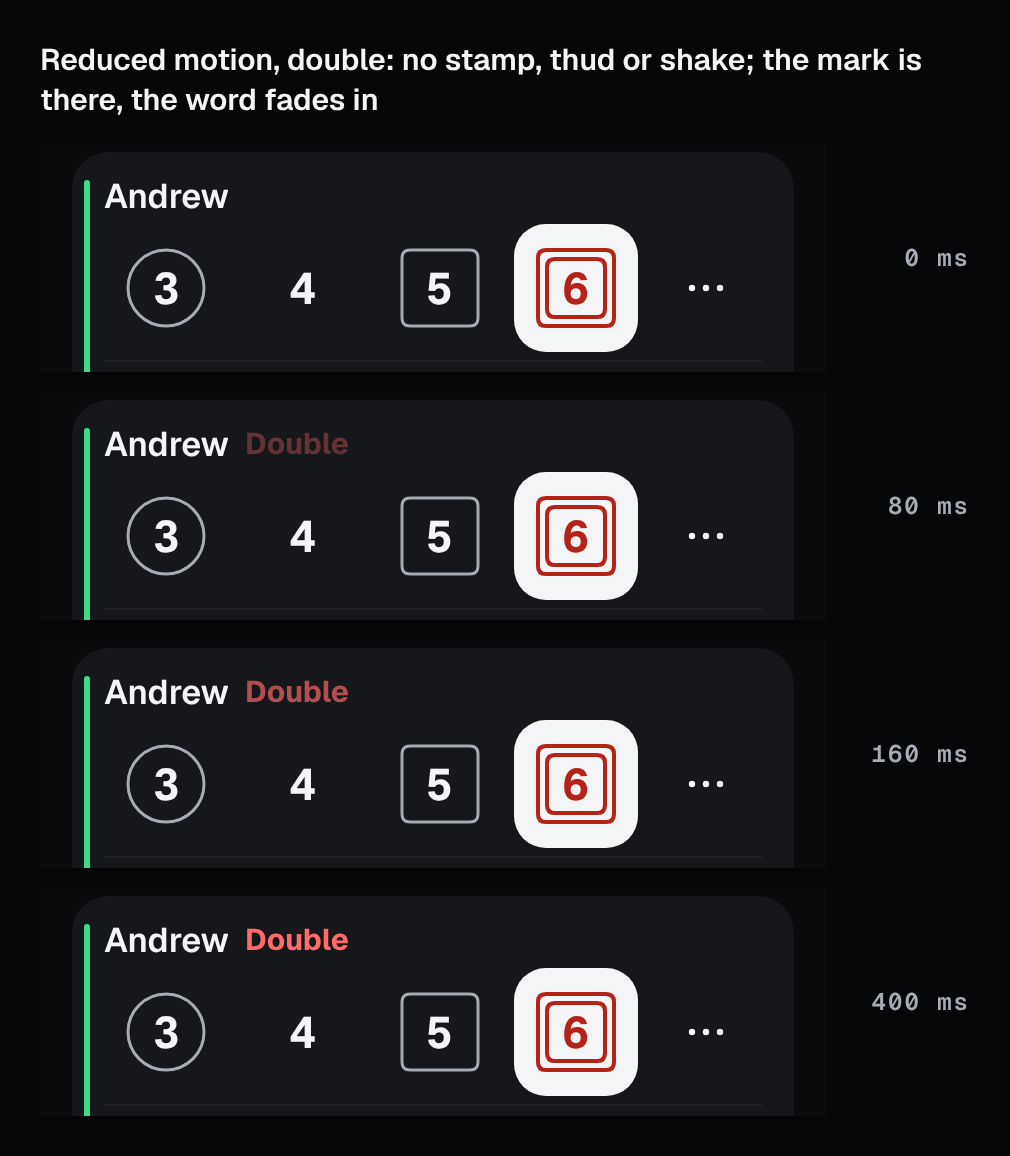 Reduced motion, double: no stamp, thud or shake; the mark is
there, the word fades in
Andrew
3 4 5 6 ...
0 ms
Andrew Double
3 4 5 6 ...
80 ms
Andrew Double
3 4 5 6 ...
160 ms
Andrew Double
3 4 5 6 ...
400 ms